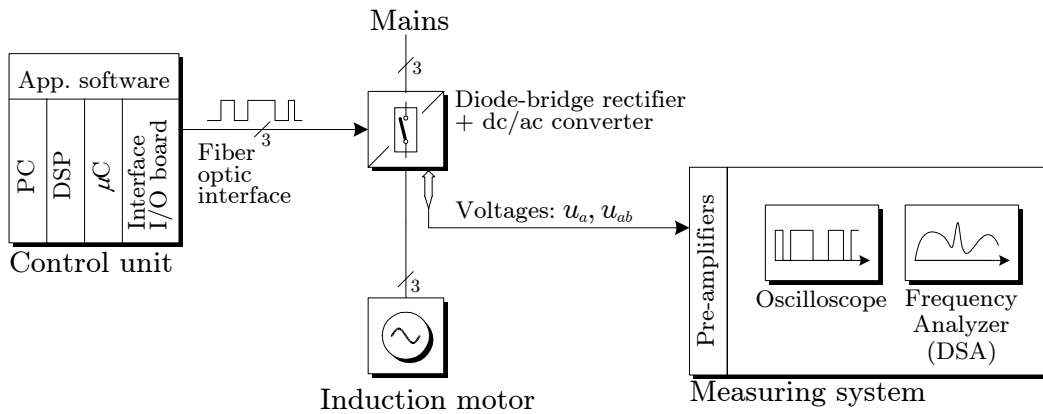 Mains
3
App. software
PC
DSP
μC
Interface
I/O board
Control unit
3
Fiber
optic
interface
Diode-bridge rectifier
+ dc/ac converter
Voltages: u_a, u_ab
3
Induction motor
Pre-amplifiers
Oscilloscope
Frequency
Analyzer
(DSA)
Measuring system